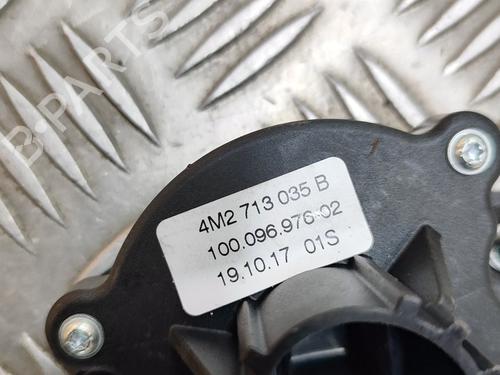 B-PARTS
4M2 713 035 B
100.096.976-02
19.10.17 01S